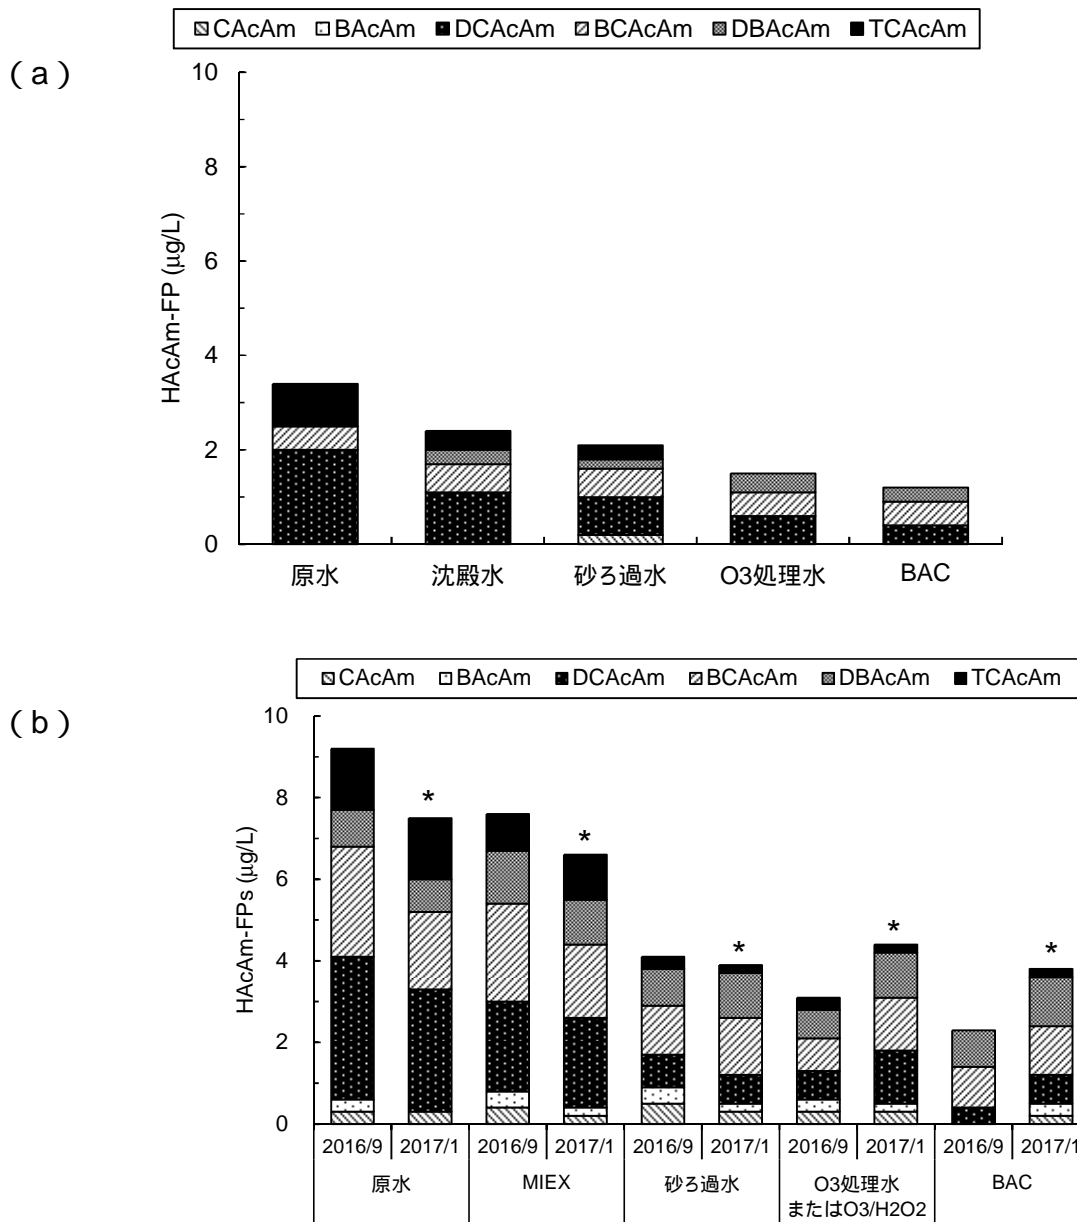 CAcAm BAcAm DCAcAm BCAcAm DBAcAm TCAcAm
(a)
10
8
6
4
2
0
HAcAm-FP (μg/L)
原水 沈殿水 砂ろ過水 O3処理水 BAC
CAcAm BAcAm DCAcAm BCAcAm DBAcAm TCAcAm
(b)
10
8
6
4
2
0
HAcAm-FPs (μg/L)
* * * * *
2016/9 2017/1 2016/9 2017/1 2016/9 2017/1 2016/9 2017/1 2016/9 2017/1
原水 MIEX 砂ろ過水 O3処理水 BAC
またはO3/H2O2